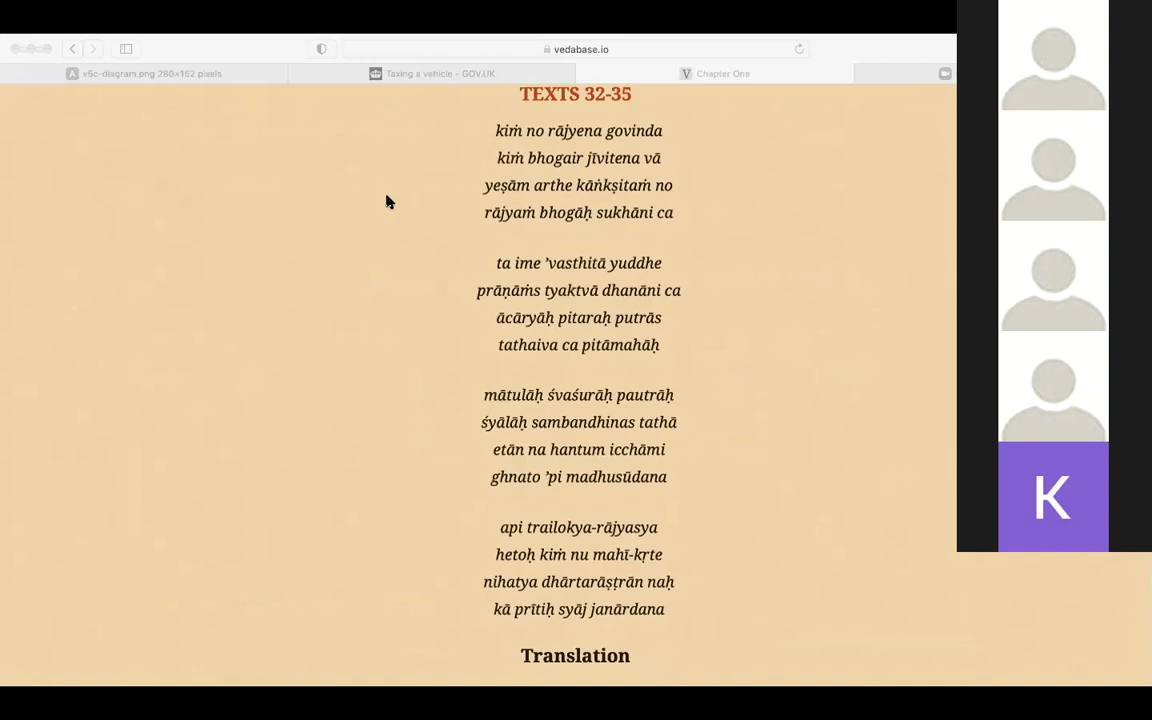 vedabase.io
A v6c-diagram.png 280×162 pixels
Taxing a vehicle - GOV.UK
V Chapter One
TEXTS 32-35
kiṁ no rājyena govinda
kiṁ bhogair jīvitena vā
yeṣām arthe kāṅkṣitaṁ no
rājyaṁ bhogāḥ sukhāni ca
ta ime ’vasthitā yuddhe
prāṇāṁs tyaktvā dhanāni ca
ācāryāḥ pitaraḥ putrās
tathaiva ca pitāmahāḥ
mātulāḥ śvaśurāḥ pautrāḥ
śyālāḥ sambandhinas tathā
etān na hantum icchāmi
ghnato ’pi madhusūdana
api trailokya-rājyasya
hetoḥ kiṁ nu mahī-kṛte
nihatya dhārtarāṣṭrān naḥ
kā prītiḥ syāj janārdana
Translation
K